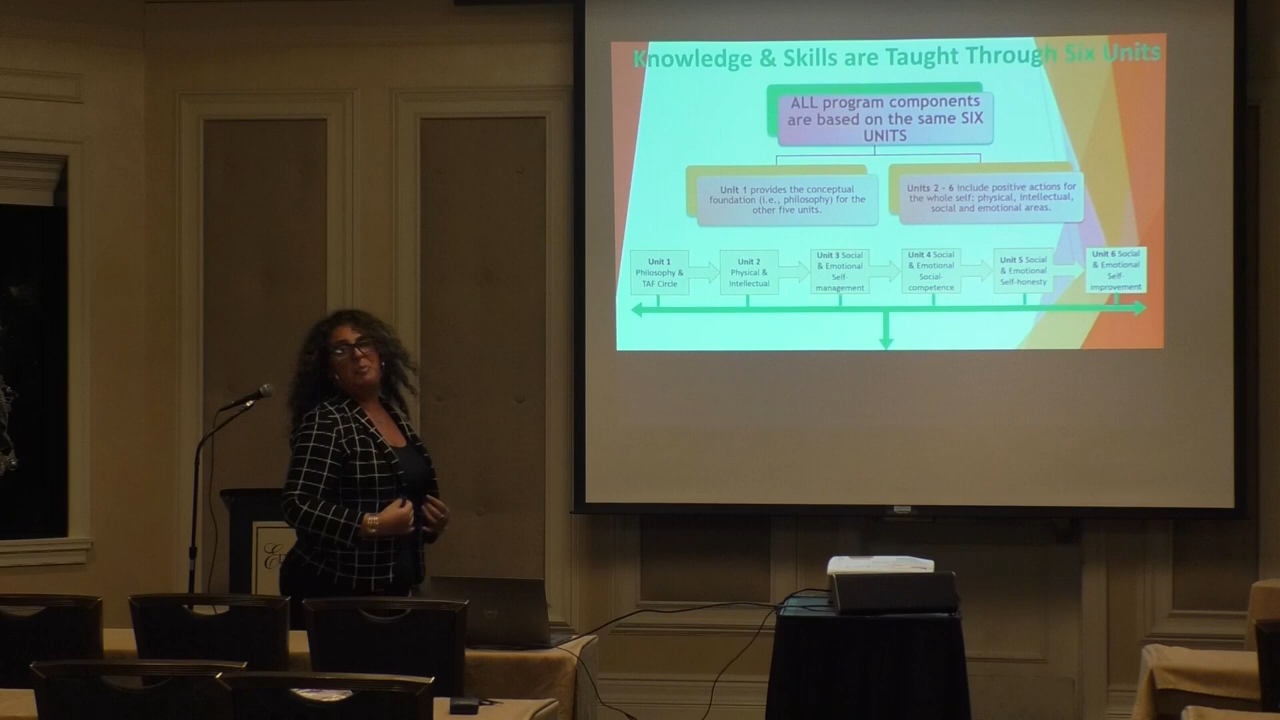 Knowledge & Skills are Taught Through Six Units
ALL program components
are based on the same SIX
UNITS
Unit 1 provides the conceptual
foundation (i.e., philosophy) for the
other five units.
Units 2 - 6 include positive actions for
the whole self: physical, intellectual,
social and emotional areas.
Unit 1
Philosophy &
TAF Circle
Unit 2
Physical &
Intellectual
Unit 3 Social
& Emotional
Self-
management
Unit 4 Social
& Emotional
Social-
competence
Unit 5 Social
& Emotional
Self-honesty
Unit 6 Social
& Emotional
Self-
improvement